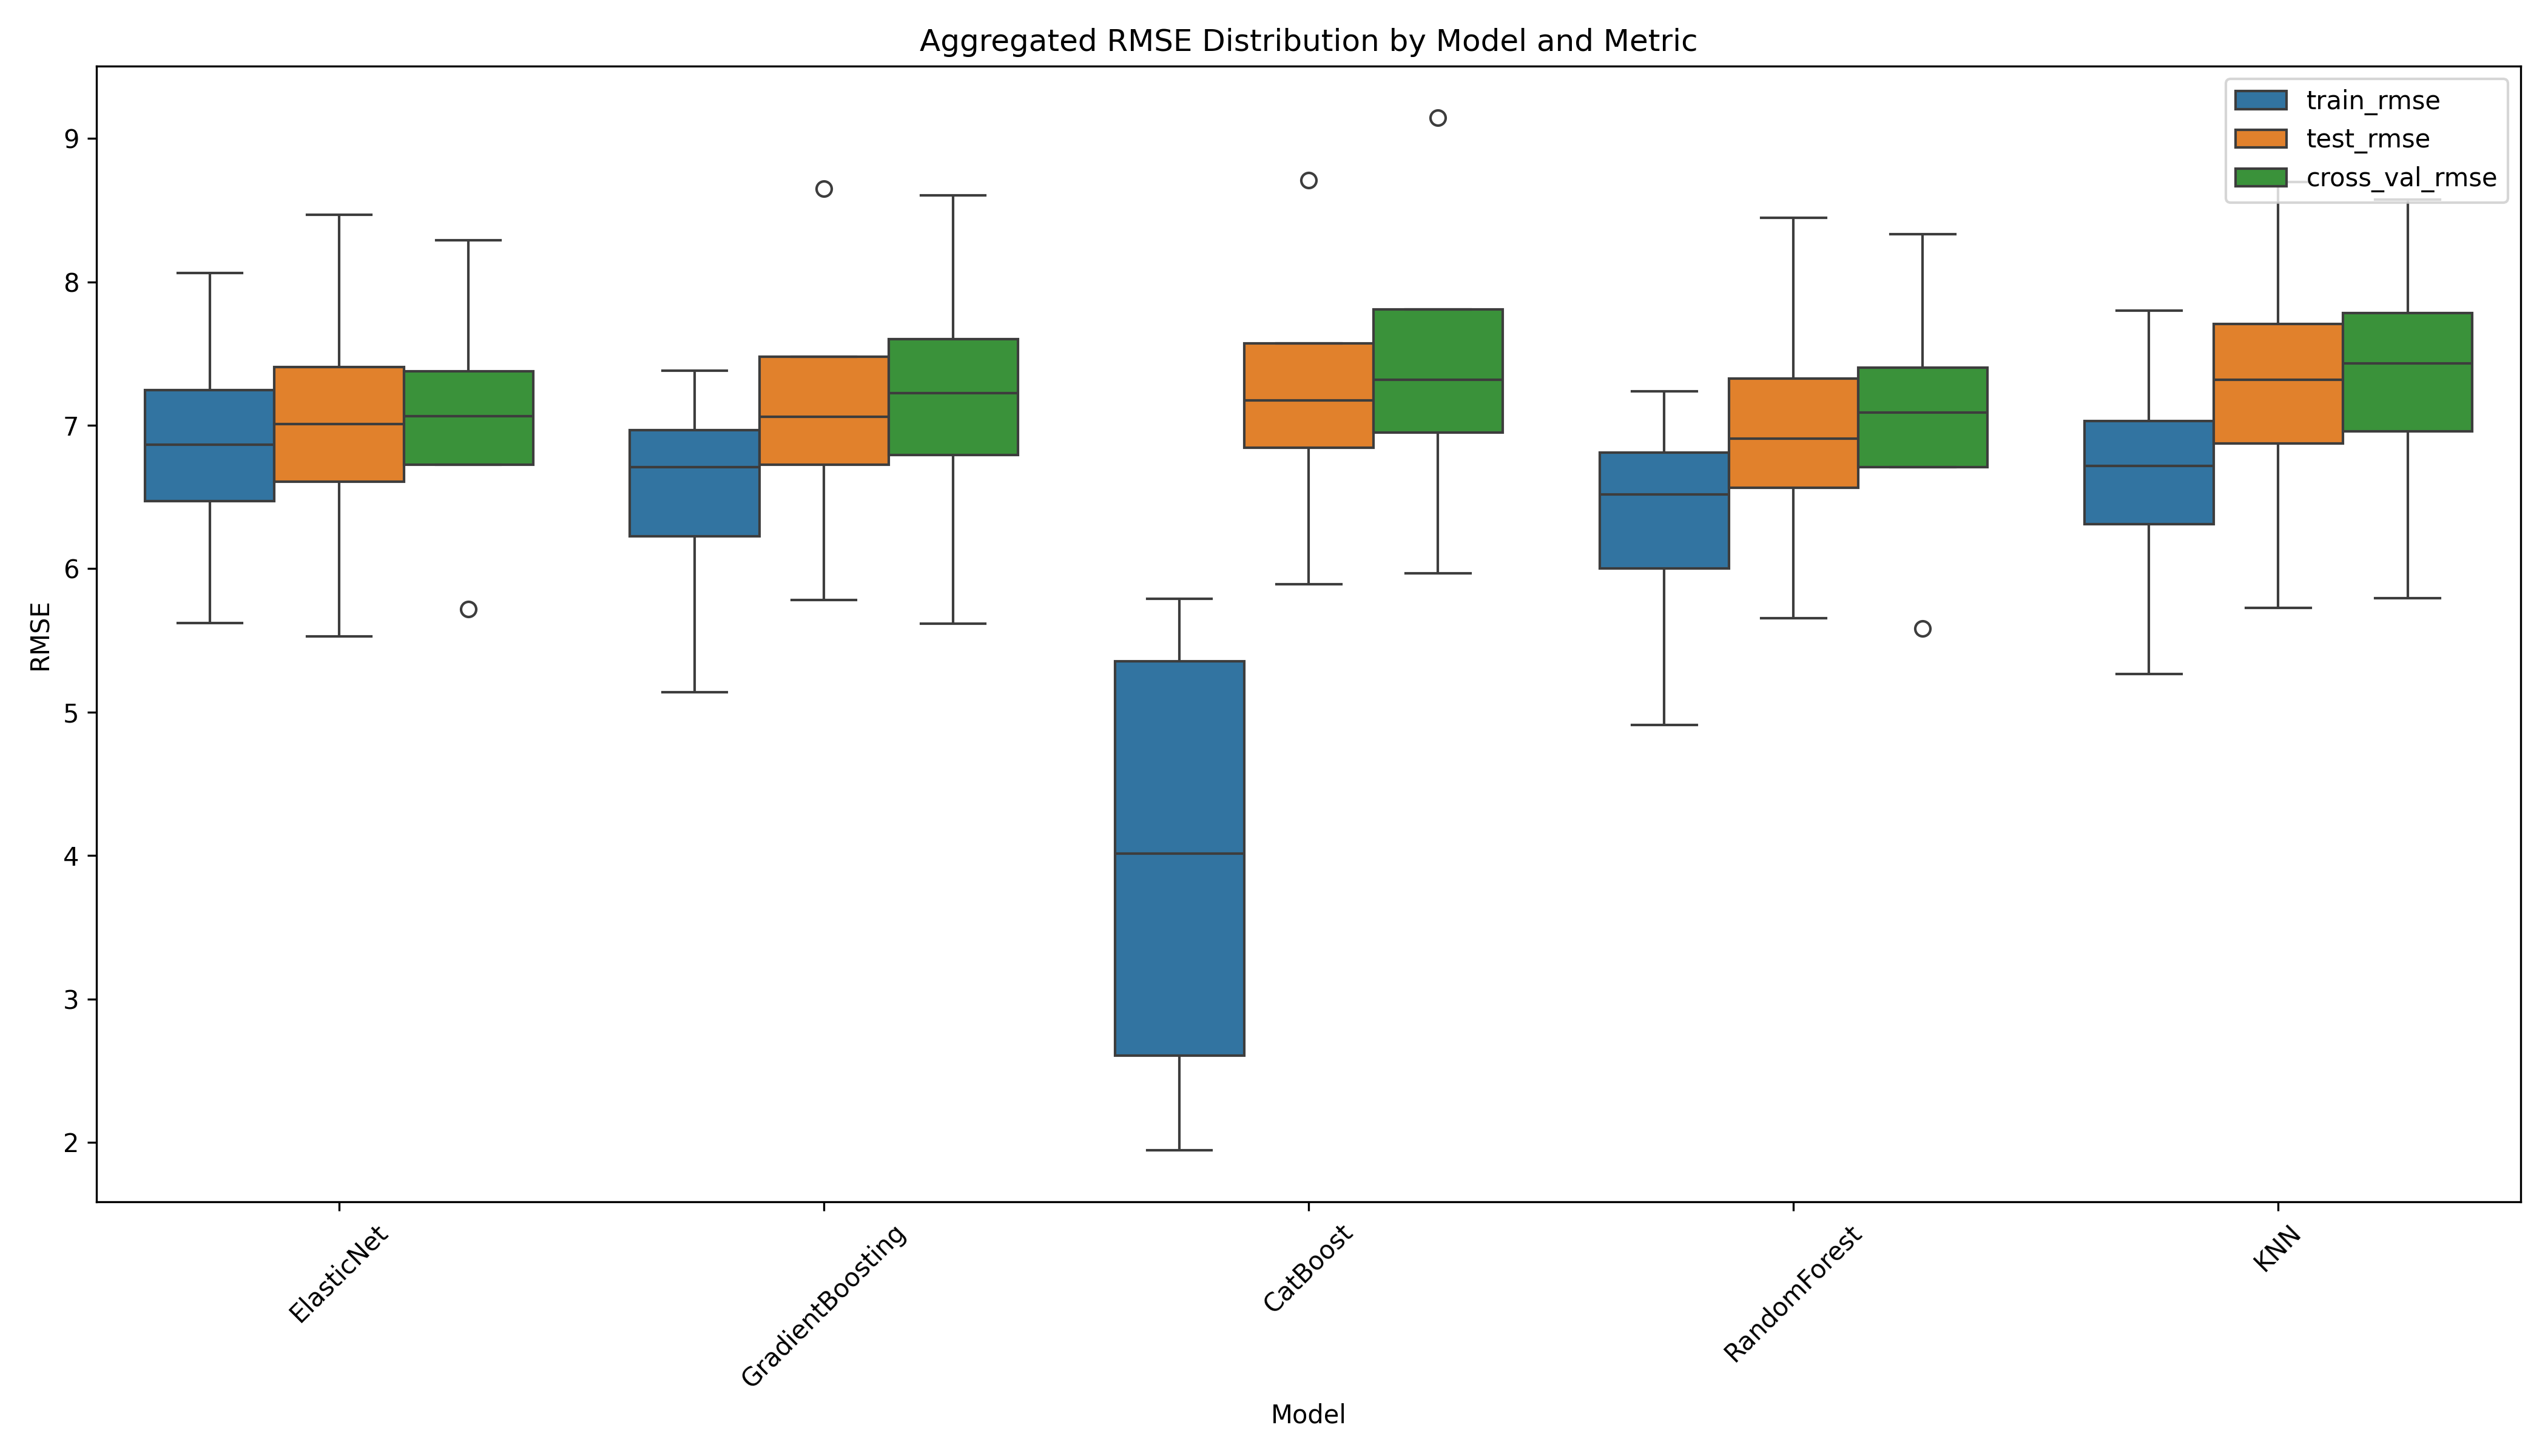 Aggregated RMSE Distribution by Model and Metric
train_rmse
test_rmse
cross_val_rmse
9
8
7
6
5
4
3
2
RMSE
ElasticNet
GradientBoosting
CatBoost
RandomForest
KNN
Model